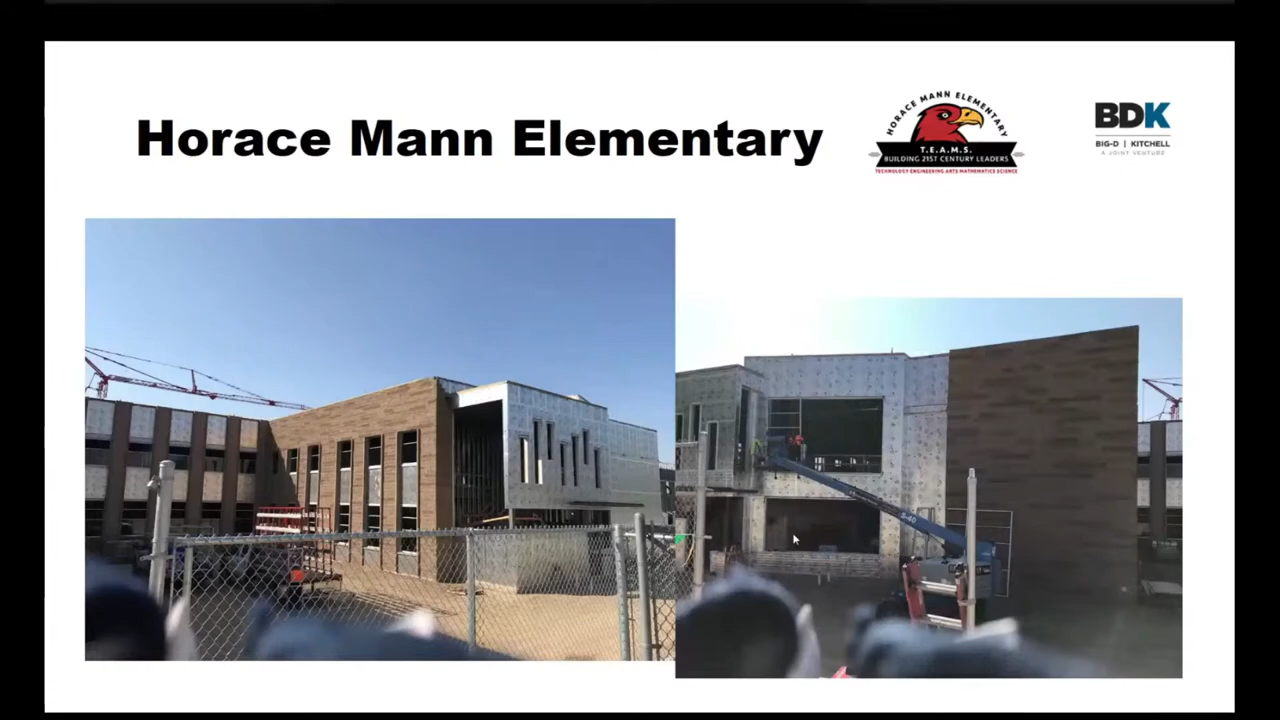 Horace Mann Elementary
HORACE MANN ELEMENTARY
T.E.A.M.S.
BUILDING 21ST CENTURY LEADERS
TECHNOLOGY ENGINEERING ARTS MATHEMATICS SCIENCE
BDK
BIG-D | KITCHELL
A JOINT VENTURE
S-60